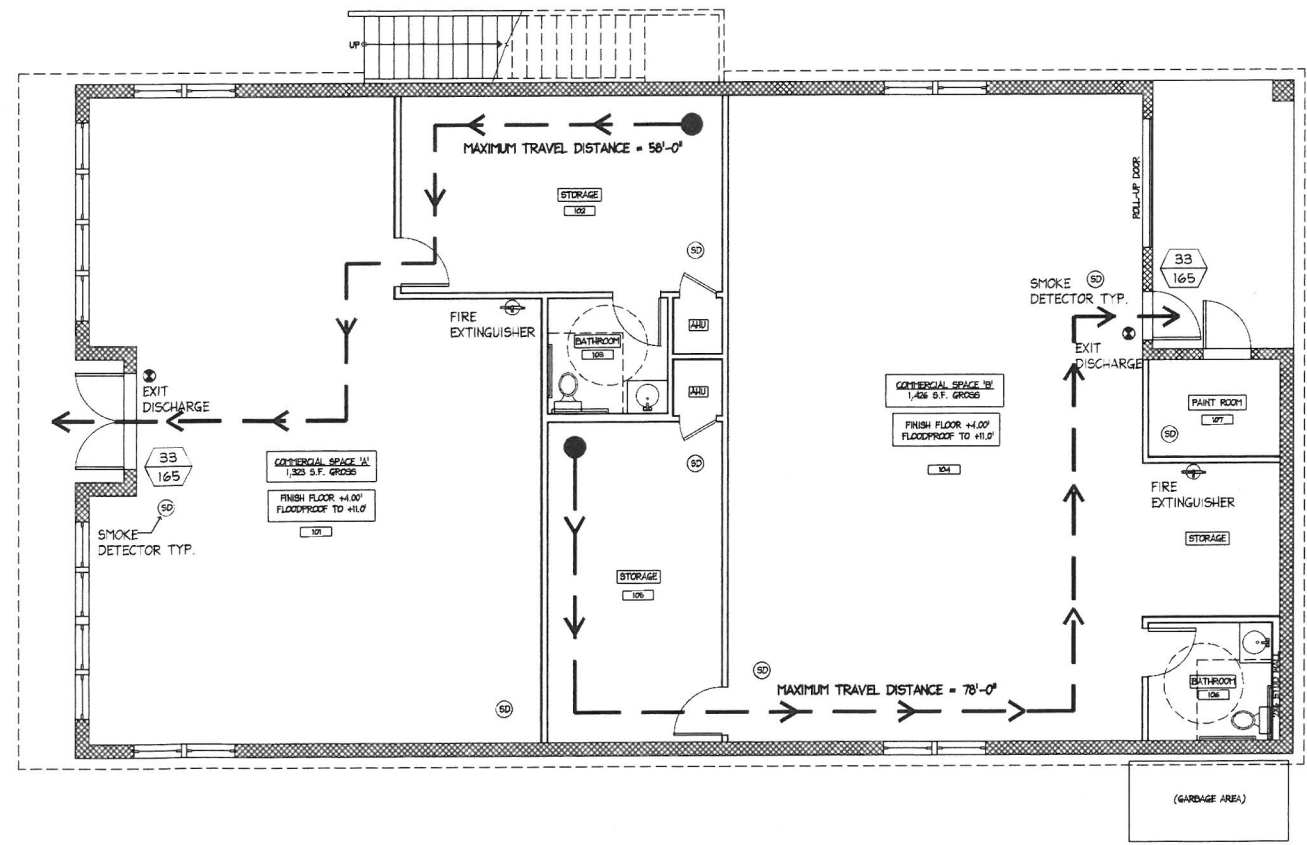 UP
MAXIMUM TRAVEL DISTANCE = 58'-0"
STORAGE
102
SD
ROLL-UP DOOR
33
165
SMOKE
DETECTOR TYP.
SD
FIRE
EXTINGUISHER
AHU
BATHROOM
103
EXIT
DISCHARGE
EXIT
DISCHARGE
AHU
COMMERCIAL SPACE 'B'
1,426 S.F. GROSS
FINISH FLOOR +4.00'
FLOODPROOF TO +11.0'
104
PAINT ROOM
107
SD
33
165
COMMERCIAL SPACE 'A'
1,323 S.F. GROSS
FINISH FLOOR +4.00'
FLOODPROOF TO +11.0'
101
SD
SMOKE
DETECTOR TYP.
SD
FIRE
EXTINGUISHER
STORAGE
STORAGE
105
SD
MAXIMUM TRAVEL DISTANCE = 78'-0"
BATHROOM
106
SD
(GARBAGE AREA)